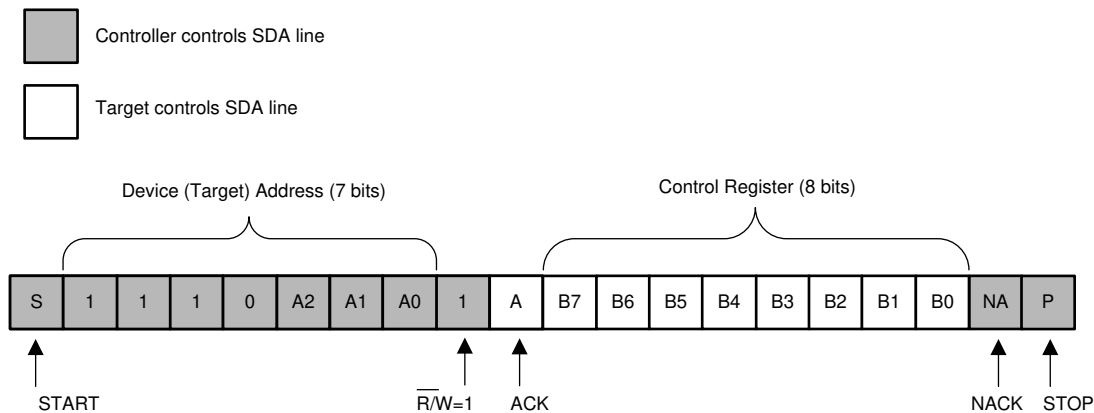 Controller controls SDA line
Target controls SDA line
Device (Target) Address (7 bits)
Control Register (8 bits)
S 1 1 1 0 A2 A1 A0 1 A B7 B6 B5 B4 B3 B2 B1 B0 NA P
START R̅/W=1 ACK NACK STOP